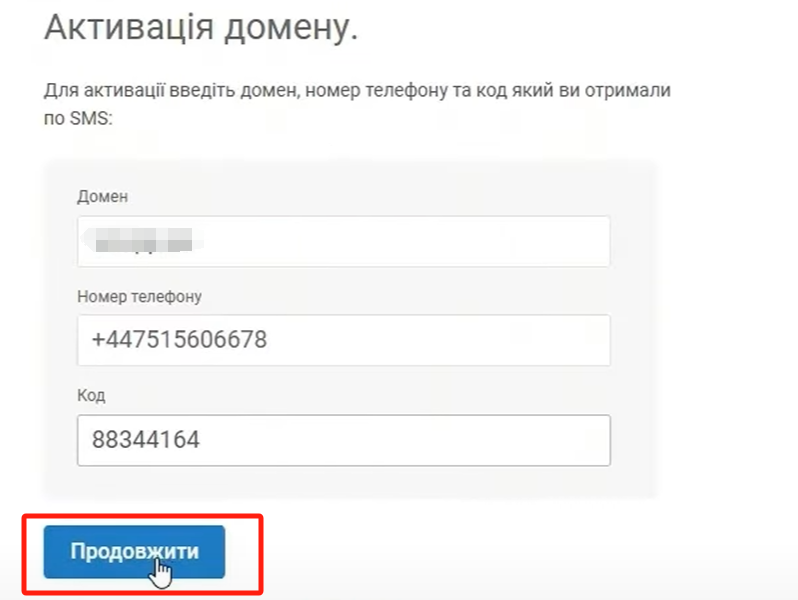 Активація домену.
Для активації введіть домен, номер телефону та код який ви отримали
по SMS:
Домен
Номер телефону
+447515606678
Код
88344164
Продовжити